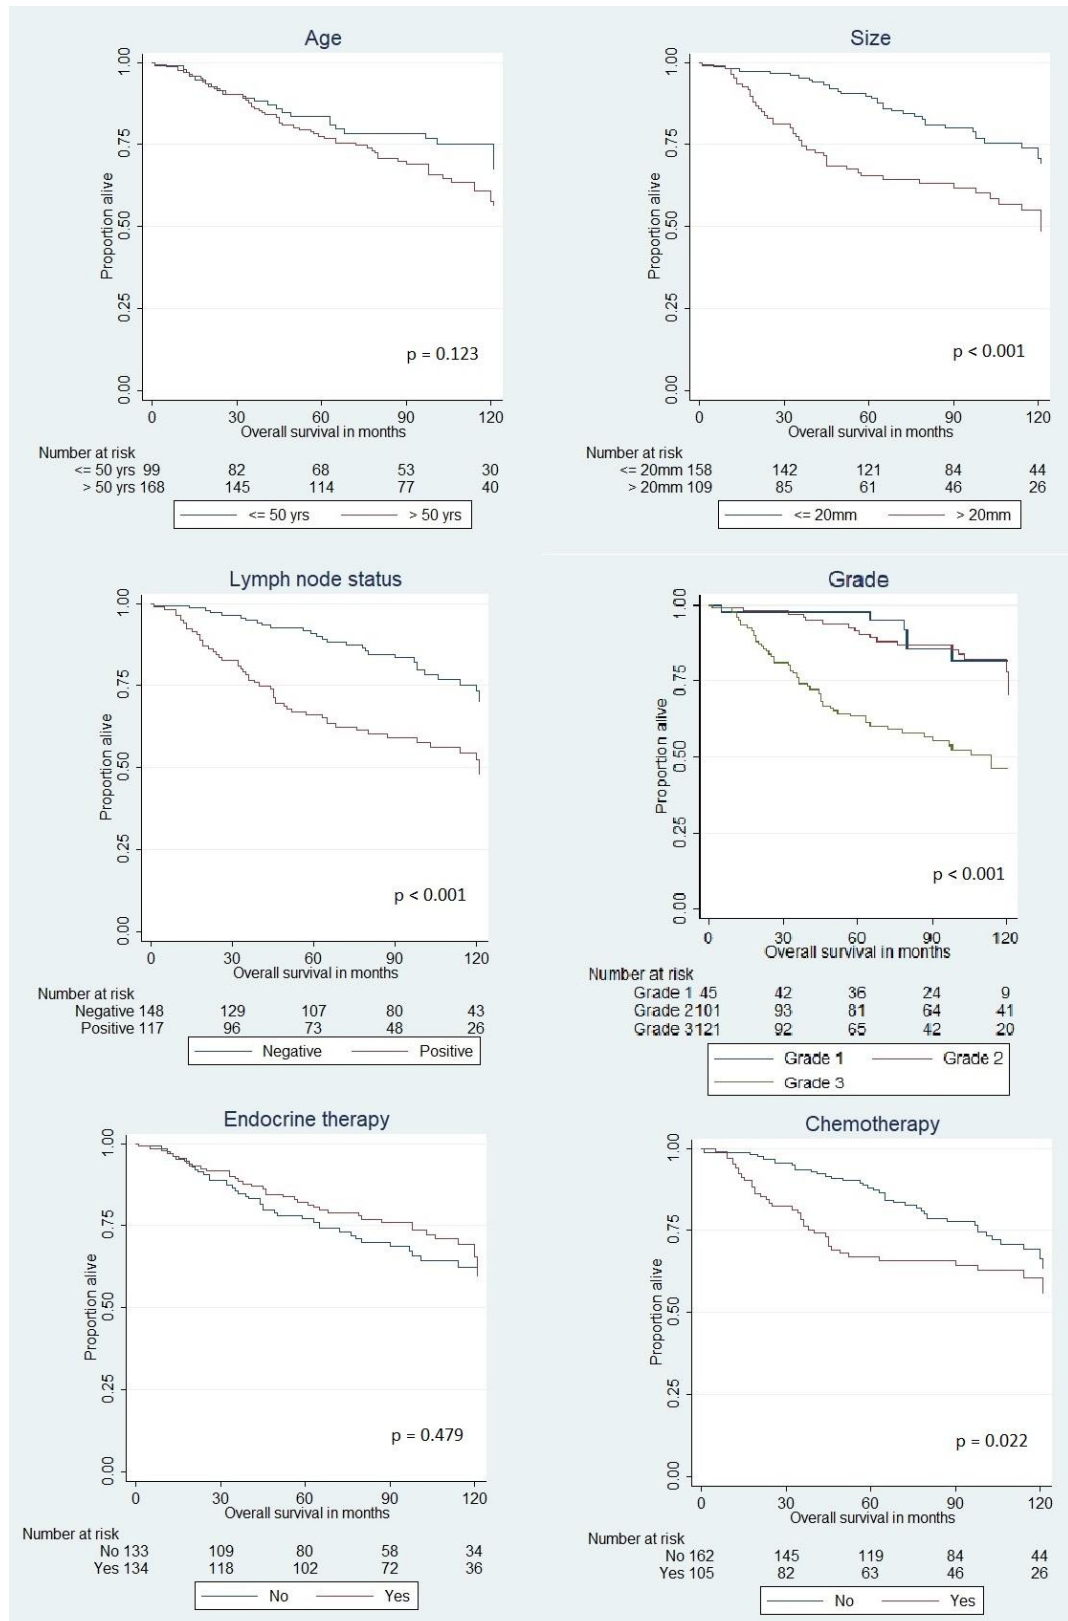 Age
1.00
0.75
0.50
0.25
0.00
Proportion alive
p = 0.123
0 30 60 90 120
Overall survival in months
Number at risk
<= 50 yrs 99 82 68 53 30
> 50 yrs 168 145 114 77 40
<= 50 yrs > 50 yrs
Size
1.00
0.75
0.50
0.25
0.00
Proportion alive
p < 0.001
0 30 60 90 120
Overall survival in months
Number at risk
<= 20mm 158 142 121 84 44
> 20mm 109 85 61 46 26
<= 20mm > 20mm
Lymph node status
1.00
0.75
0.50
0.25
0.00
Proportion alive
p < 0.001
0 30 60 90 120
Overall survival in months
Number at risk
Negative 148 129 107 80 43
Positive 117 96 73 48 26
Negative Positive
Grade
1.00
0.75
0.50
0.25
0.00
Proportion alive
p < 0.001
0 30 60 90 120
Overall survival in months
Number at risk
Grade 1 45 42 36 24 9
Grade 2 101 93 81 64 41
Grade 3 121 92 65 42 20
Grade 1 Grade 2
Grade 3
Endocrine therapy
1.00
0.75
0.50
0.25
0.00
Proportion alive
p = 0.479
0 30 60 90 120
Overall survival in months
Number at risk
No 133 109 80 58 34
Yes 134 118 102 72 36
No Yes
Chemotherapy
1.00
0.75
0.50
0.25
0.00
Proportion alive
p = 0.022
0 30 60 90 120
Overall survival in months
Number at risk
No 162 145 119 84 44
Yes 105 82 63 46 26
No Yes